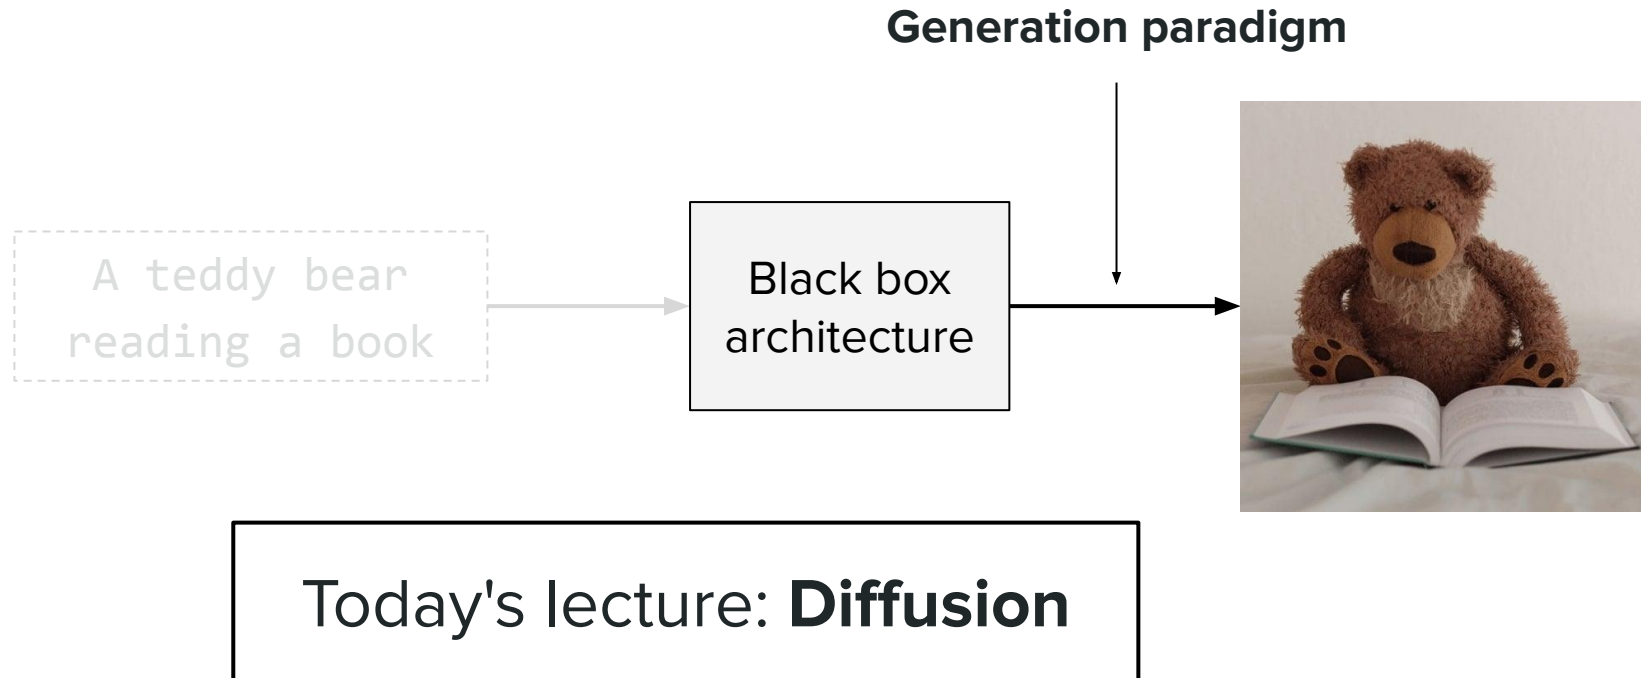 Generation paradigm
A teddy bear
reading a book
Black box
architecture
Today's lecture: Diffusion